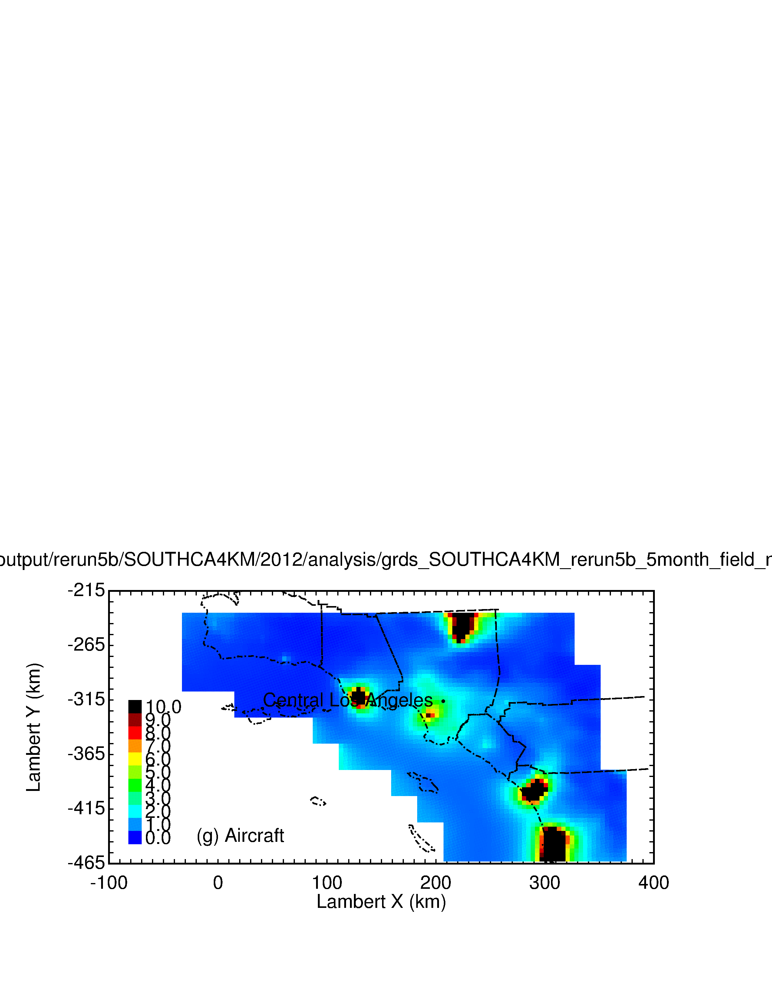 output/rerun5b/SOUTHCA4KM/2012/analysis/grds_SOUTHCA4KM_rerun5b_5month_field_
-215
-265
-315
-365
-415
-465
Lambert Y (km)
Central Los Angeles
10.0
9.0
8.0
7.0
6.0
5.0
4.0
3.0
2.0
1.0
0.0
(g) Aircraft
-100 0 100 200 300 400
Lambert X (km)